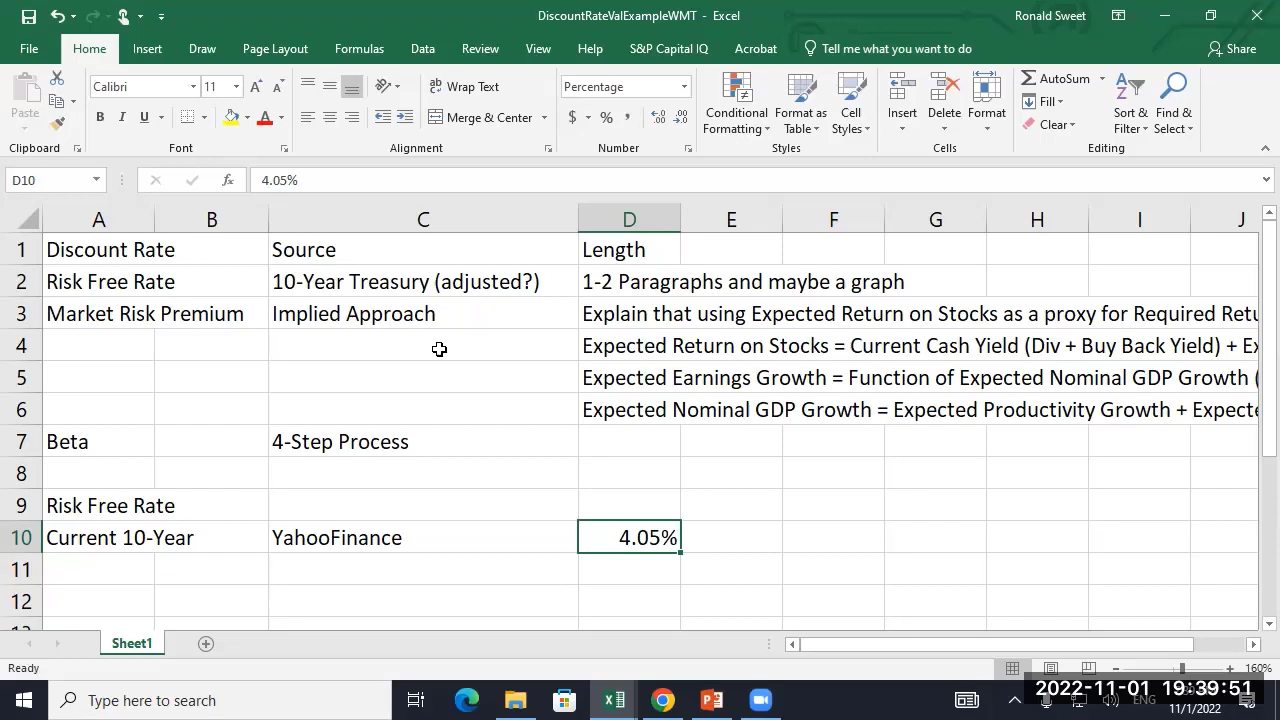 DiscountRateValExampleWMT - Excel
Ronald Sweet
File Home Insert Draw Page Layout Formulas Data Review View Help S&P Capital IQ Acrobat Tell me what you want to do Share
Paste
Clipboard
Calibri 11
B I U
Font
Wrap Text
Merge & Center
Alignment
Percentage
$ % ,
Number
Conditional Formatting
Format as Table
Cell Styles
Styles
Insert Delete Format
Cells
AutoSum
Fill
Clear
Sort & Filter
Find & Select
Editing
D10 fx 4.05%
A B C D E F G H I J
1 Discount Rate Source Length
2 Risk Free Rate 10-Year Treasury (adjusted?) 1-2 Paragraphs and maybe a graph
3 Market Risk Premium Implied Approach Explain that using Expected Return on Stocks as a proxy for Required Retu
4 Expected Return on Stocks = Current Cash Yield (Div + Buy Back Yield) + Ex
5 Expected Earnings Growth = Function of Expected Nominal GDP Growth (
6 Expected Nominal GDP Growth = Expected Productivity Growth + Expecte
7 Beta 4-Step Process
8
9 Risk Free Rate
10 Current 10-Year YahooFinance 4.05%
11
12
Sheet1
Ready
160%
Type here to search
2022-11-01 19:39:51
ENG
11/1/2022